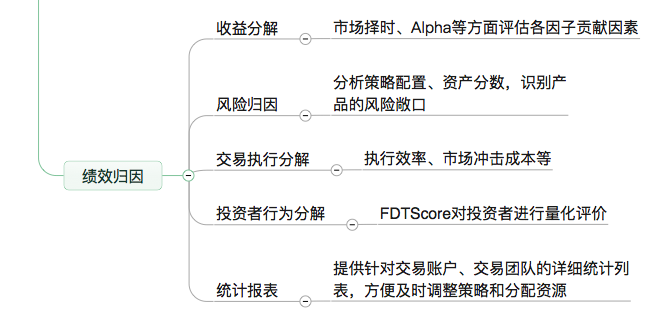 收益分解
市场择时、Alpha等方面评估各因子贡献因素
风险归因
分析策略配置、资产分数，识别产
品的风险敞口
绩效归因
交易执行分解
执行效率、市场冲击成本等
投资者行为分解
FDTScore对投资者进行量化评价
统计报表
提供针对交易账户、交易团队的详细统计列
表，方便及时调整策略和分配资源